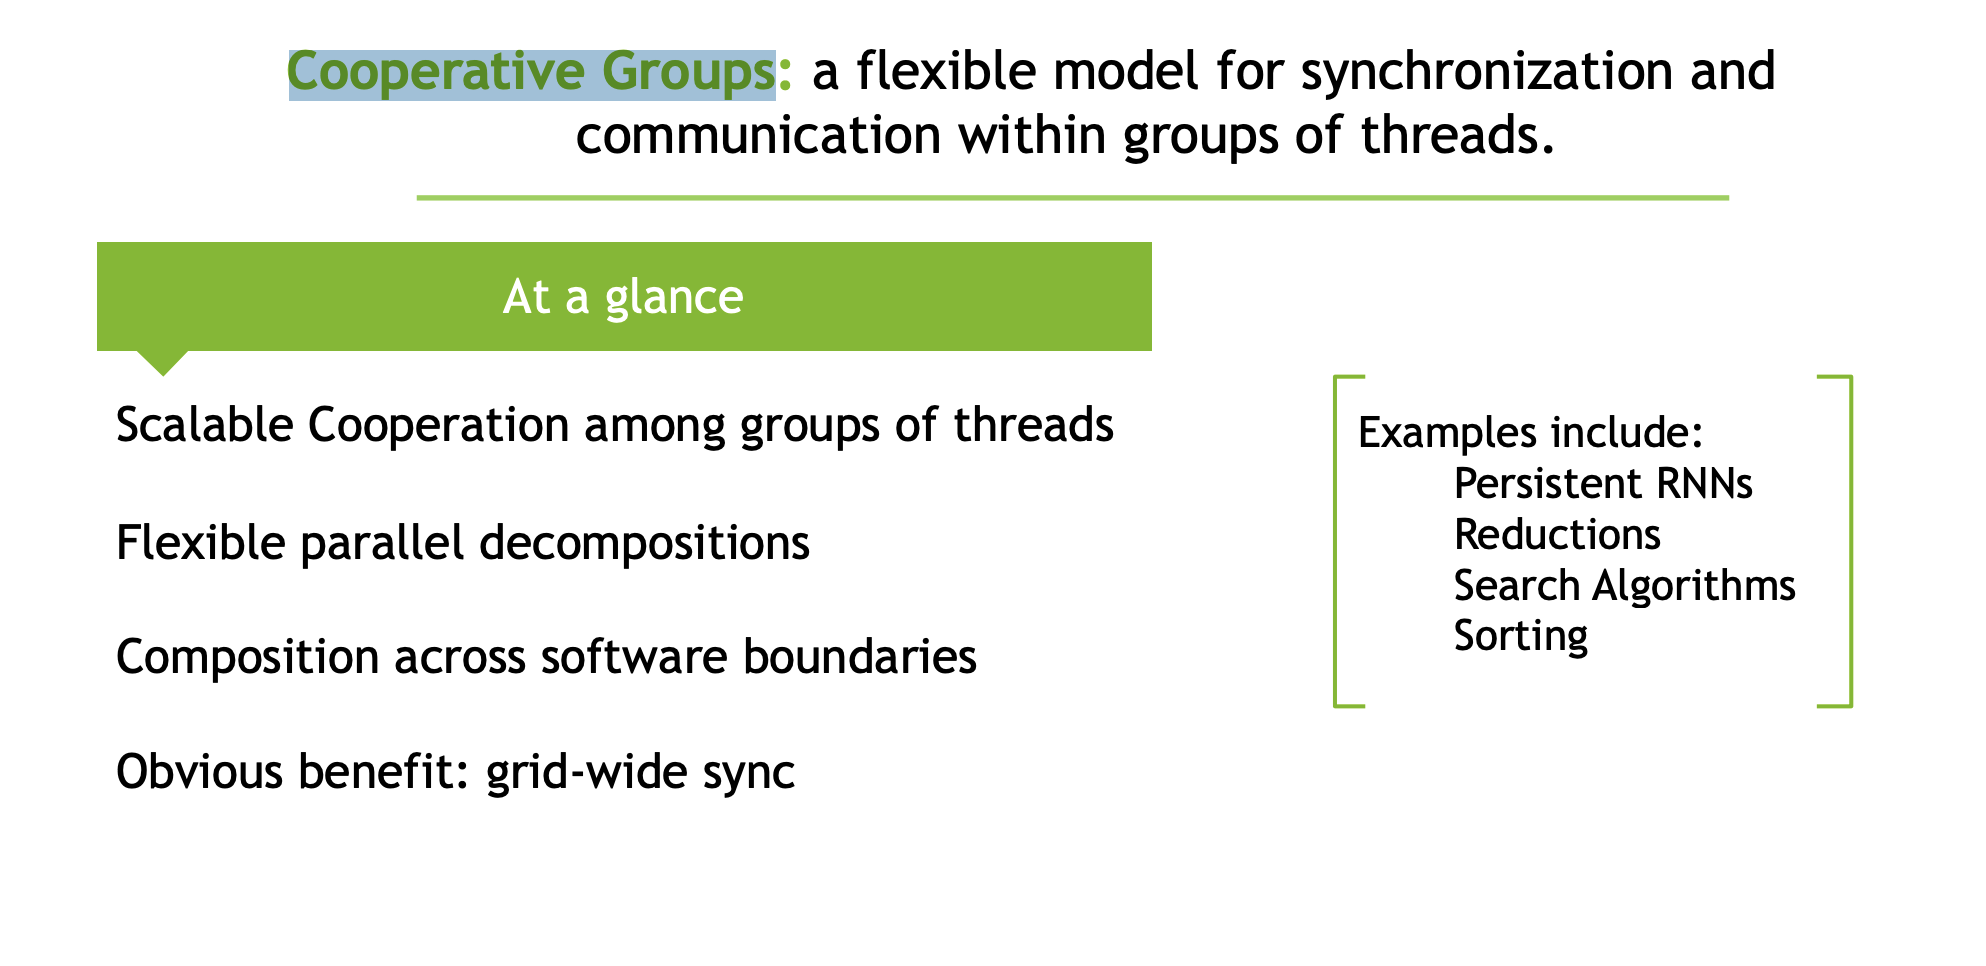 Cooperative Groups: a flexible model for synchronization and
communication within groups of threads.
At a glance
Scalable Cooperation among groups of threads
Flexible parallel decompositions
Composition across software boundaries
Obvious benefit: grid-wide sync
Examples include:
Persistent RNNs
Reductions
Search Algorithms
Sorting